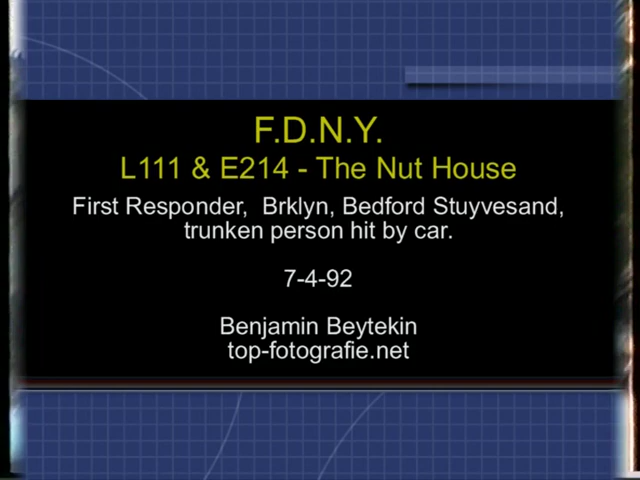 F.D.N.Y.
L111 & E214 - The Nut House
First Responder,  Brklyn, Bedford Stuyvesand,
trunken person hit by car.
7-4-92
Benjamin Beytekin
top-fotografie.net